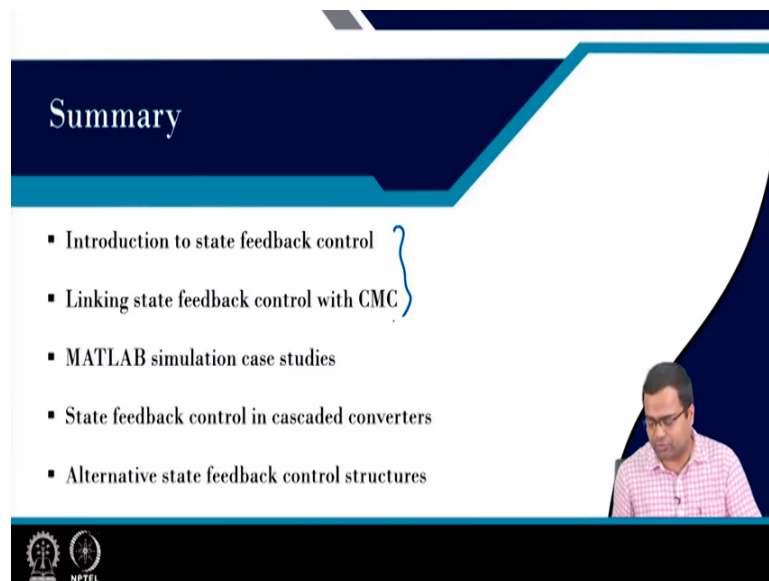 Summary
▪ Introduction to state feedback control
▪ Linking state feedback control with CMC
▪ MATLAB simulation case studies
▪ State feedback control in cascaded converters
▪ Alternative state feedback control structures
NPTEL